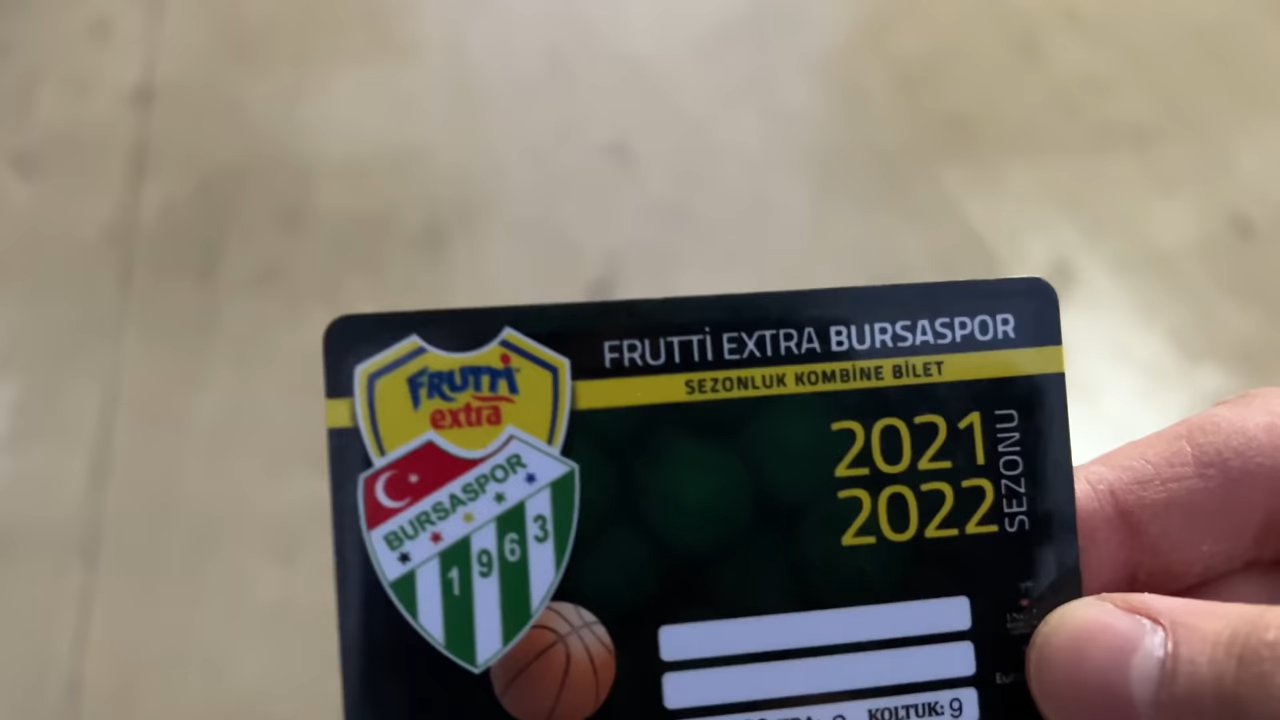 FRUTTİ EXTRA BURSASPOR
SEZONLUK KOMBİNE BİLET
FRUTTİ
extra
BURSASPOR
1963
2021
2022
SEZONU
KOLTUK: 9